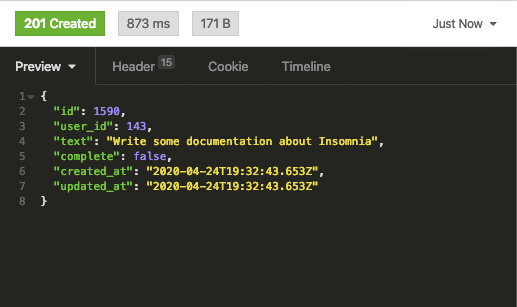 201 Created 873 ms 171 B Just Now
Preview Header 15 Cookie Timeline
1 {
2 "id": 1590,
3 "user_id": 143,
4 "text": "Write some documentation about Insomnia",
5 "complete": false,
6 "created_at": "2020-04-24T19:32:43.653Z",
7 "updated_at": "2020-04-24T19:32:43.653Z"
8 }